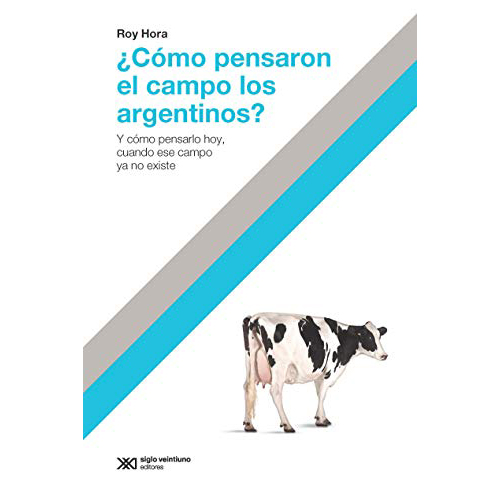 Roy Hora
¿Cómo pensaron
el campo los
argentinos?
Y cómo pensarlo hoy,
cuando ese campo
ya no existe
siglo veintiuno
editores